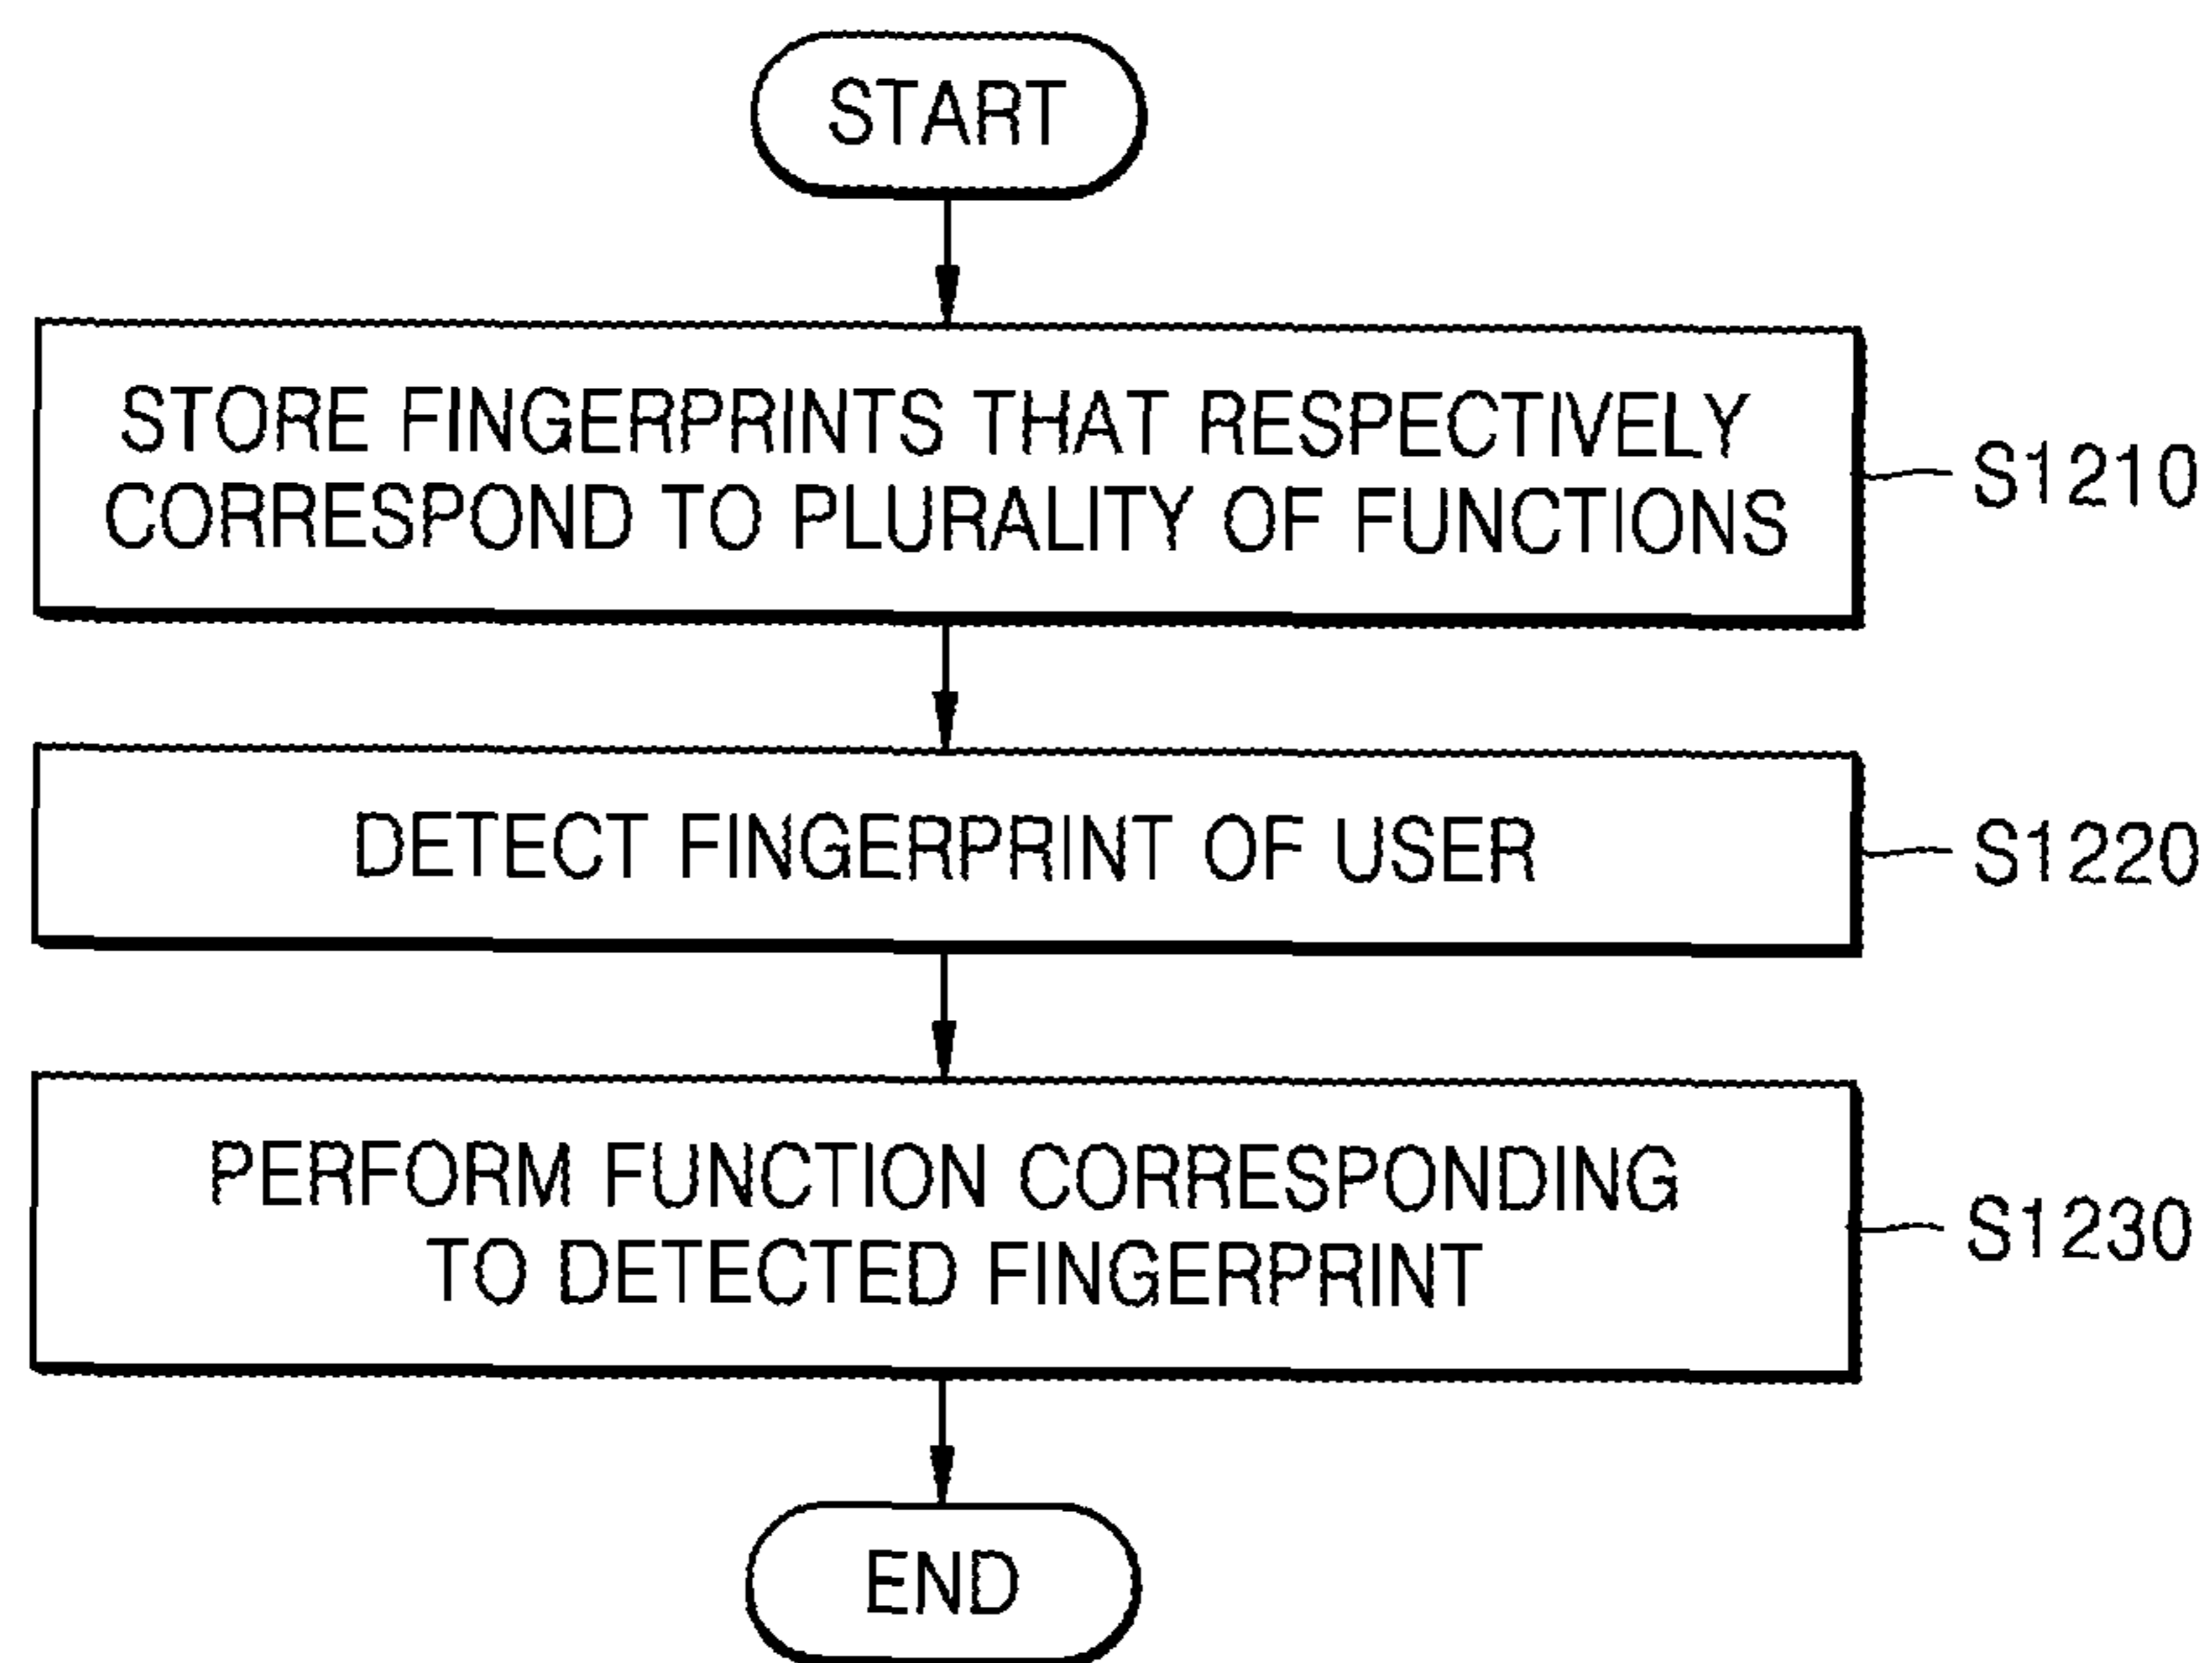 START
STORE FINGERPRINTS THAT RESPECTIVELY
CORRESPOND TO PLURALITY OF FUNCTIONS
S1210
DETECT FINGERPRINT OF USER
S1220
PERFORM FUNCTION CORRESPONDING
TO DETECTED FINGERPRINT
S1230
END